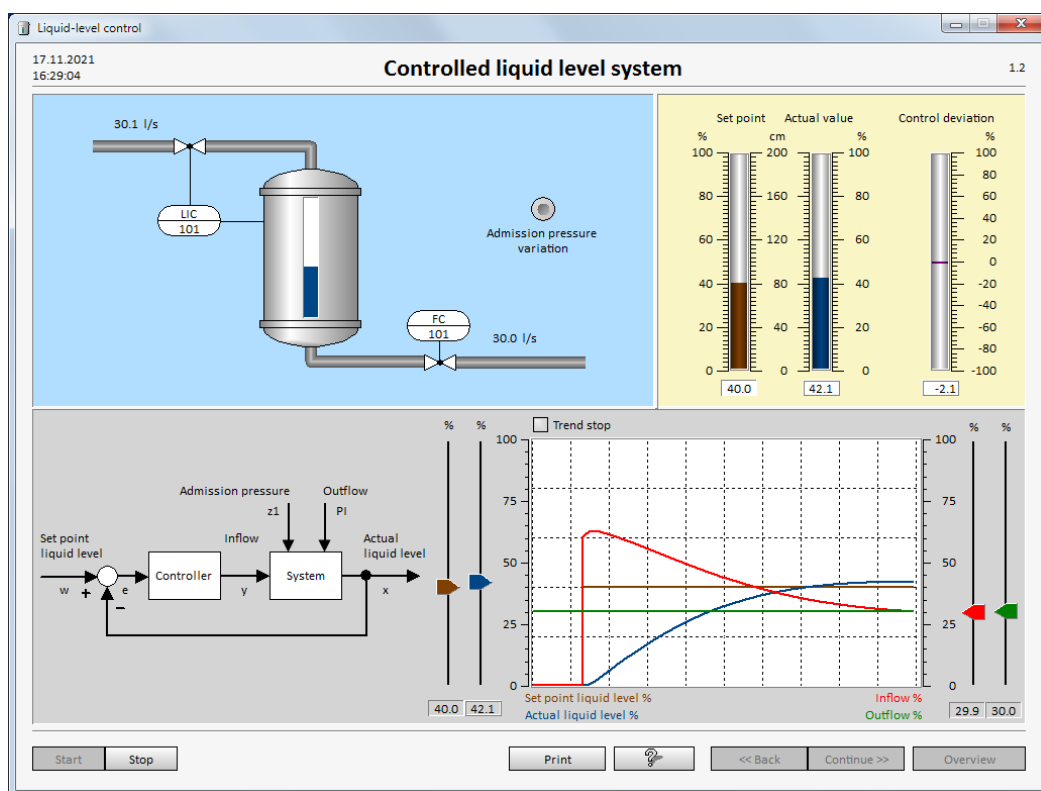 Liquid-level control
17.11.2021
16:29:04
Controlled liquid level system
1.2
30.1 l/s
LIC
101
Admission pressure
variation
FC
101
30.0 l/s
Set point Actual value Control deviation
% cm % %
100 200 100 100
80
60
40
20
0
-20
-40
-60
-80
-100
80 160 80
60 120 60
40 80 40
20 40 20
0 0 0
40.0 42.1 -2.1
% %
Trend stop
% %
100 100
75 75
50 50
25 25
0 0
Admission pressure Outflow
z1 PI
Set point
liquid level
Inflow
Actual
liquid level
Controller System
w + e y x
−
40.0 42.1
Set point liquid level % Inflow %
Actual liquid level % Outflow %
29.9 30.0
Start Stop Print ? << Back Continue >> Overview